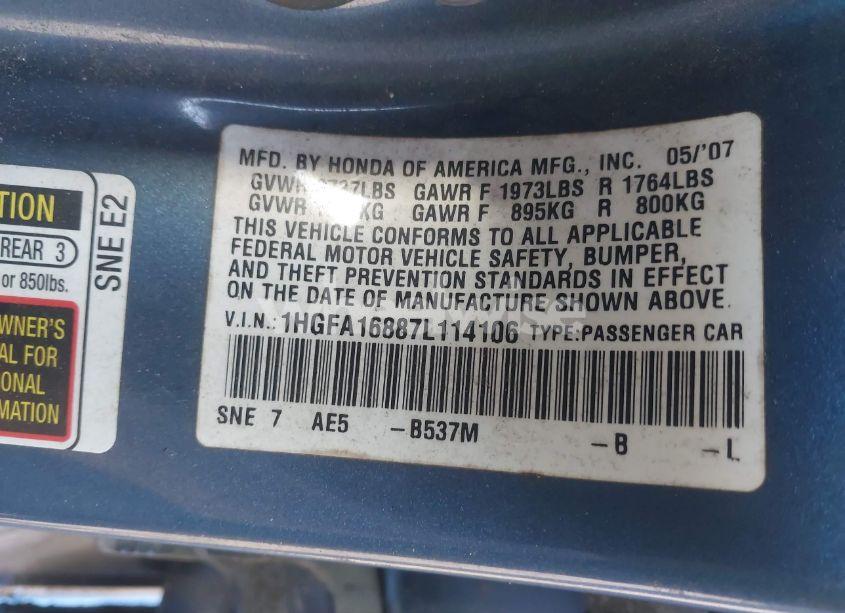 TION
REAR 3
or 850lbs.
WNER'S
AL FOR
ONAL
MATION
SNE E2
MFD. BY HONDA OF AMERICA MFG., INC. 05/'07
GAWR F 1973LBS R 1764LBS
GVWR KG GAWR F 895KG R 800KG
THIS VEHICLE CONFORMS TO ALL APPLICABLE
FEDERAL MOTOR VEHICLE SAFETY, BUMPER,
AND THEFT PREVENTION STANDARDS IN EFFECT
ON THE DATE OF MANUFACTURE SHOWN ABOVE.
V.I.N.: 1HGFA16887L114106 TYPE:PASSENGER CAR
SNE 7 AE5 -B537M -B -L